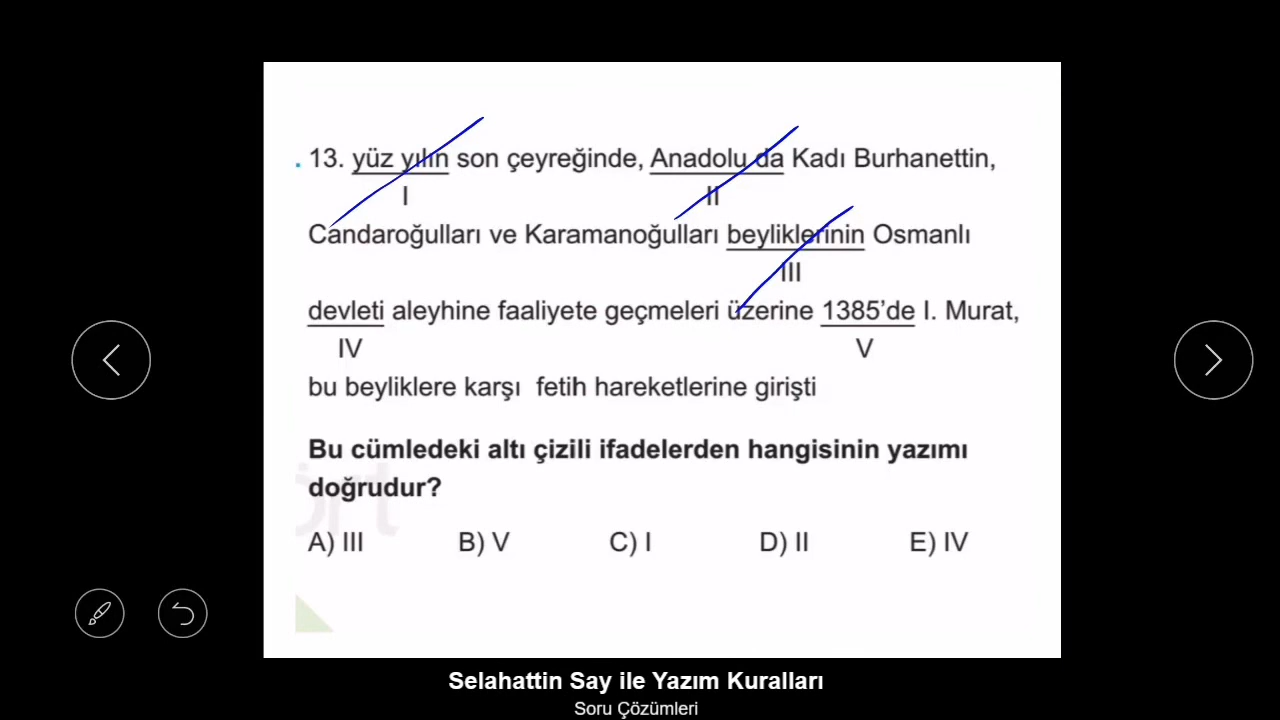 . 13. yüz yılın son çeyreğinde, Anadolu da Kadı Burhanettin,
I II
Candaroğulları ve Karamanoğulları beyliklerinin Osmanlı
III
devleti aleyhine faaliyete geçmeleri üzerine 1385'de I. Murat,
IV V
bu beyliklere karşı fetih hareketlerine girişti
Bu cümledeki altı çizili ifadelerden hangisinin yazımı
doğrudur?
A) III B) V C) I D) II E) IV
Selahattin Say ile Yazım Kuralları
Soru Çözümleri